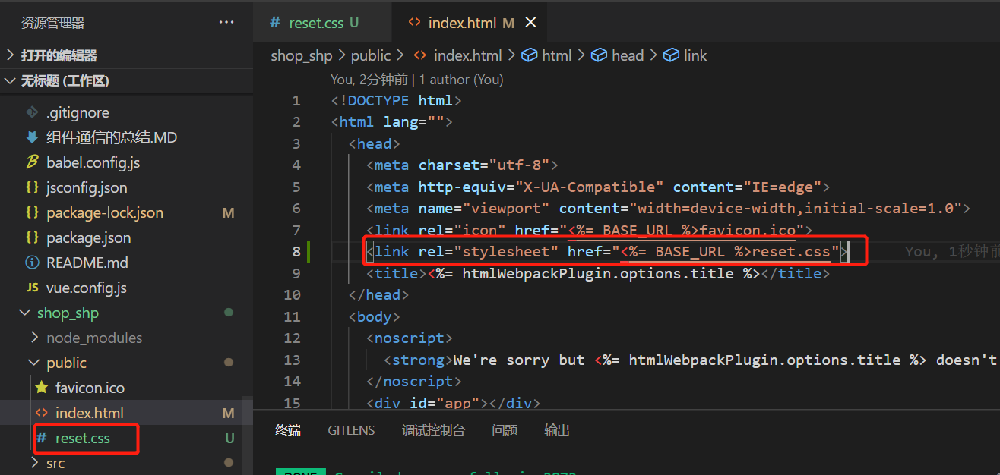 资源管理器 ···
打开的编辑器
无标题 (工作区)
.gitignore
组件通信的总结.MD
babel.config.js
jsconfig.json
package-lock.json M
package.json
README.md
JS vue.config.js
shop_shp
node_modules
public
favicon.ico
<> index.html M
# reset.css U
src
# reset.css U <> index.html M ×
shop_shp > public > <> index.html > html > head > link
You, 2分钟前 | 1 author (You)
1 <!DOCTYPE html>
2 <html lang="">
3 <head>
4 <meta charset="utf-8">
5 <meta http-equiv="X-UA-Compatible" content="IE=edge">
6 <meta name="viewport" content="width=device-width,initial-scale=1.0">
7 <link rel="icon" href="<%= BASE_URL %>favicon.ico">
8 <link rel="stylesheet" href="<%= BASE_URL %>reset.css"> You, 1秒钟前
9 <title><%= htmlWebpackPlugin.options.title %></title>
10 </head>
11 <body>
12 <noscript>
13 <strong>We're sorry but <%= htmlWebpackPlugin.options.title %> doesn't
14 </noscript>
15 <div id="app"></div>
终端 GITLENS 调试控制台 问题 输出
DONE